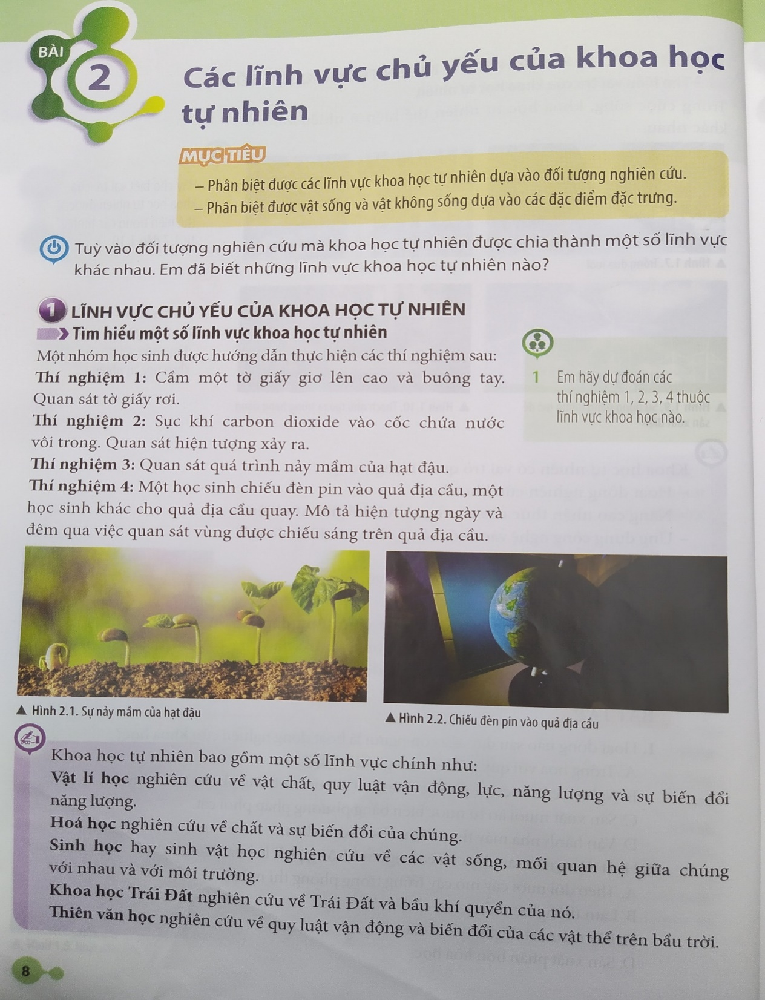 BÀI
2
Các lĩnh vực chủ yếu của khoa học
tự nhiên
MỤC TIÊU
– Phân biệt được các lĩnh vực khoa học tự nhiên dựa vào đối tượng nghiên cứu.
– Phân biệt được vật sống và vật không sống dựa vào các đặc điểm đặc trưng.
Tuỳ vào đối tượng nghiên cứu mà khoa học tự nhiên được chia thành một số lĩnh vực
khác nhau. Em đã biết những lĩnh vực khoa học tự nhiên nào?
1 LĨNH VỰC CHỦ YẾU CỦA KHOA HỌC TỰ NHIÊN
Tìm hiểu một số lĩnh vực khoa học tự nhiên
Một nhóm học sinh được hướng dẫn thực hiện các thí nghiệm sau:
Thí nghiệm 1: Cầm một tờ giấy giơ lên cao và buông tay.
Quan sát tờ giấy rơi.
Thí nghiệm 2: Sục khí carbon dioxide vào cốc chứa nước
vôi trong. Quan sát hiện tượng xảy ra.
Thí nghiệm 3: Quan sát quá trình nảy mầm của hạt đậu.
Thí nghiệm 4: Một học sinh chiếu đèn pin vào quả địa cầu, một
học sinh khác cho quả địa cầu quay. Mô tả hiện tượng ngày và
đêm qua việc quan sát vùng được chiếu sáng trên quả địa cầu.
1 Em hãy dự đoán các
thí nghiệm 1, 2, 3, 4 thuộc
lĩnh vực khoa học nào.
▲ Hình 2.1. Sự nảy mầm của hạt đậu
▲ Hình 2.2. Chiếu đèn pin vào quả địa cầu
Khoa học tự nhiên bao gồm một số lĩnh vực chính như:
Vật lí học nghiên cứu về vật chất, quy luật vận động, lực, năng lượng và sự biến đổi
năng lượng.
Hoá học nghiên cứu về chất và sự biến đổi của chúng.
Sinh học hay sinh vật học nghiên cứu về các vật sống, mối quan hệ giữa chúng
với nhau và với môi trường.
Khoa học Trái Đất nghiên cứu về Trái Đất và bầu khí quyển của nó.
Thiên văn học nghiên cứu về quy luật vận động và biến đổi của các vật thể trên bầu trời.
8